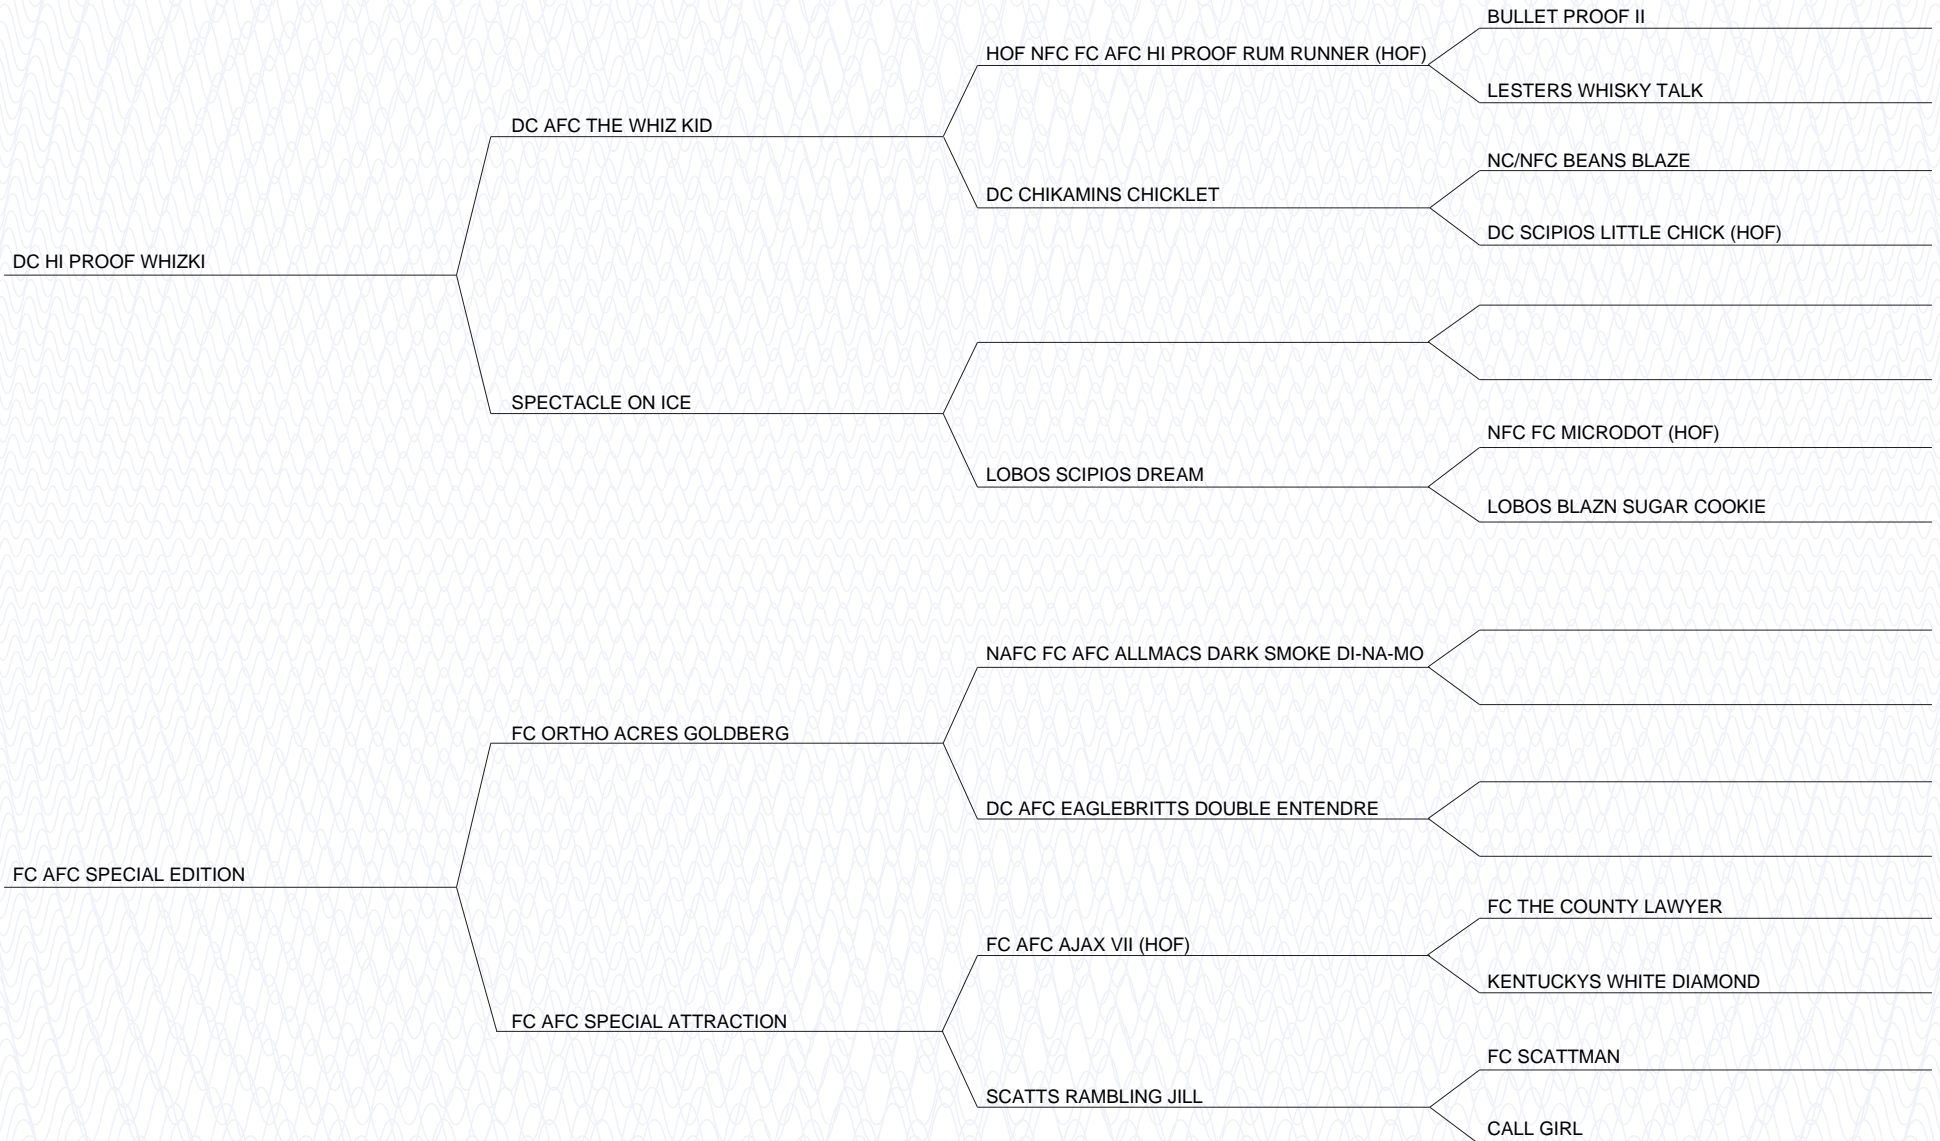 BULLET PROOF II
HOF NFC FC AFC HI PROOF RUM RUNNER (HOF)
LESTERS WHISKY TALK
DC AFC THE WHIZ KID
NC/NFC BEANS BLAZE
DC CHIKAMINS CHICKLET
DC SCIPIOS LITTLE CHICK (HOF)
DC HI PROOF WHIZKI
SPECTACLE ON ICE
NFC FC MICRODOT (HOF)
LOBOS SCIPIOS DREAM
LOBOS BLAZN SUGAR COOKIE
NAFC FC AFC ALLMACS DARK SMOKE DI-NA-MO
FC ORTHO ACRES GOLDBERG
DC AFC EAGLEBRITTS DOUBLE ENTENDRE
FC AFC SPECIAL EDITION
FC THE COUNTY LAWYER
FC AFC AJAX VII (HOF)
KENTUCKYS WHITE DIAMOND
FC AFC SPECIAL ATTRACTION
FC SCATTMAN
SCATTS RAMBLING JILL
CALL GIRL